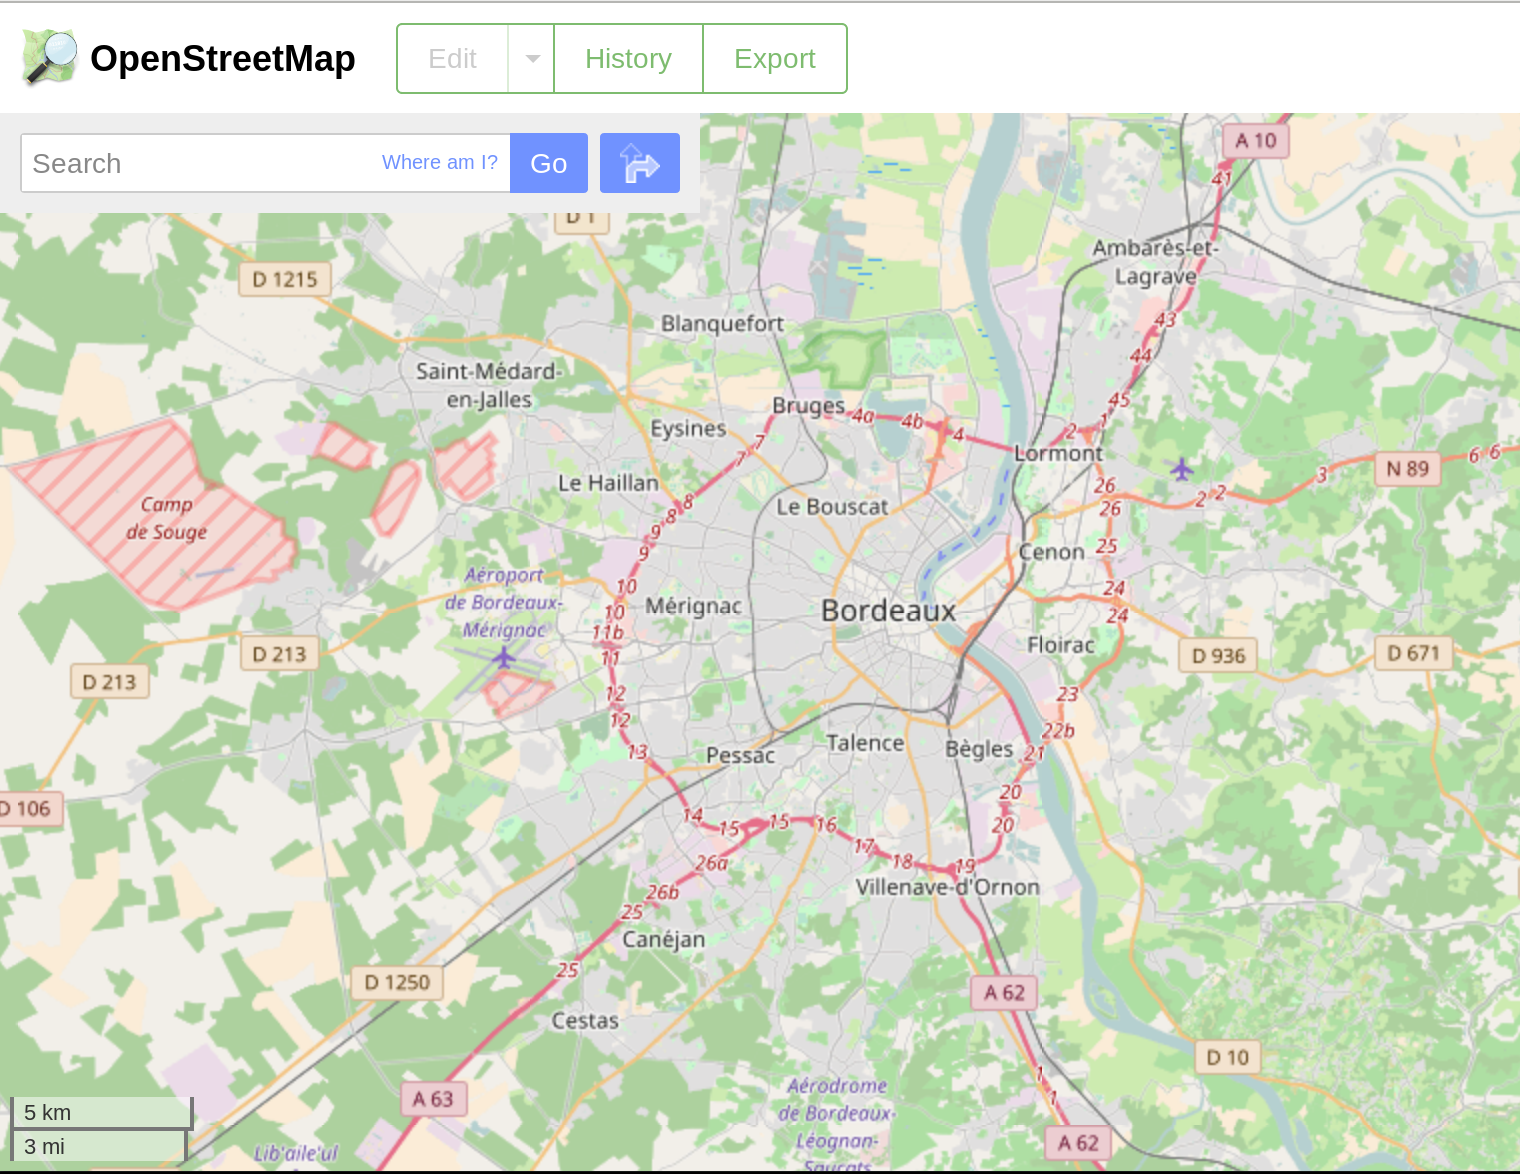 OpenStreetMap
Edit
History
Export
Search
Where am I?
Go
A 10
41
D 1
Ambarès-et-
Lagrave
D 1215
43
Blanquefort
44
Saint-Médard-
en-Jalles
45
Bruges
4a
4b
4
2
1
Eysines
7
7
Lormont
6
6
N 89
3
Le Haillan
26
2
2
8
8
Le Bouscat
26
Camp
de Souge
9
9
25
Cenon
Aéroport
de Bordeaux-
Mérignac
10
10
24
24
Mérignac
Bordeaux
11b
11
Floirac
D 213
D 936
D 671
D 213
12
12
23
22b
13
Pessac
Talence
Bègles
21
20
20
D 106
14
15
15
16
17
18
19
26a
Villenave-d'Ornon
26b
25
Canéjan
25
D 1250
A 62
Cestas
D 10
1
1
Aérodrome
de Bordeaux-
Léognan-
Saucats
A 63
A 62
5 km
3 mi
Lib'aile'ul